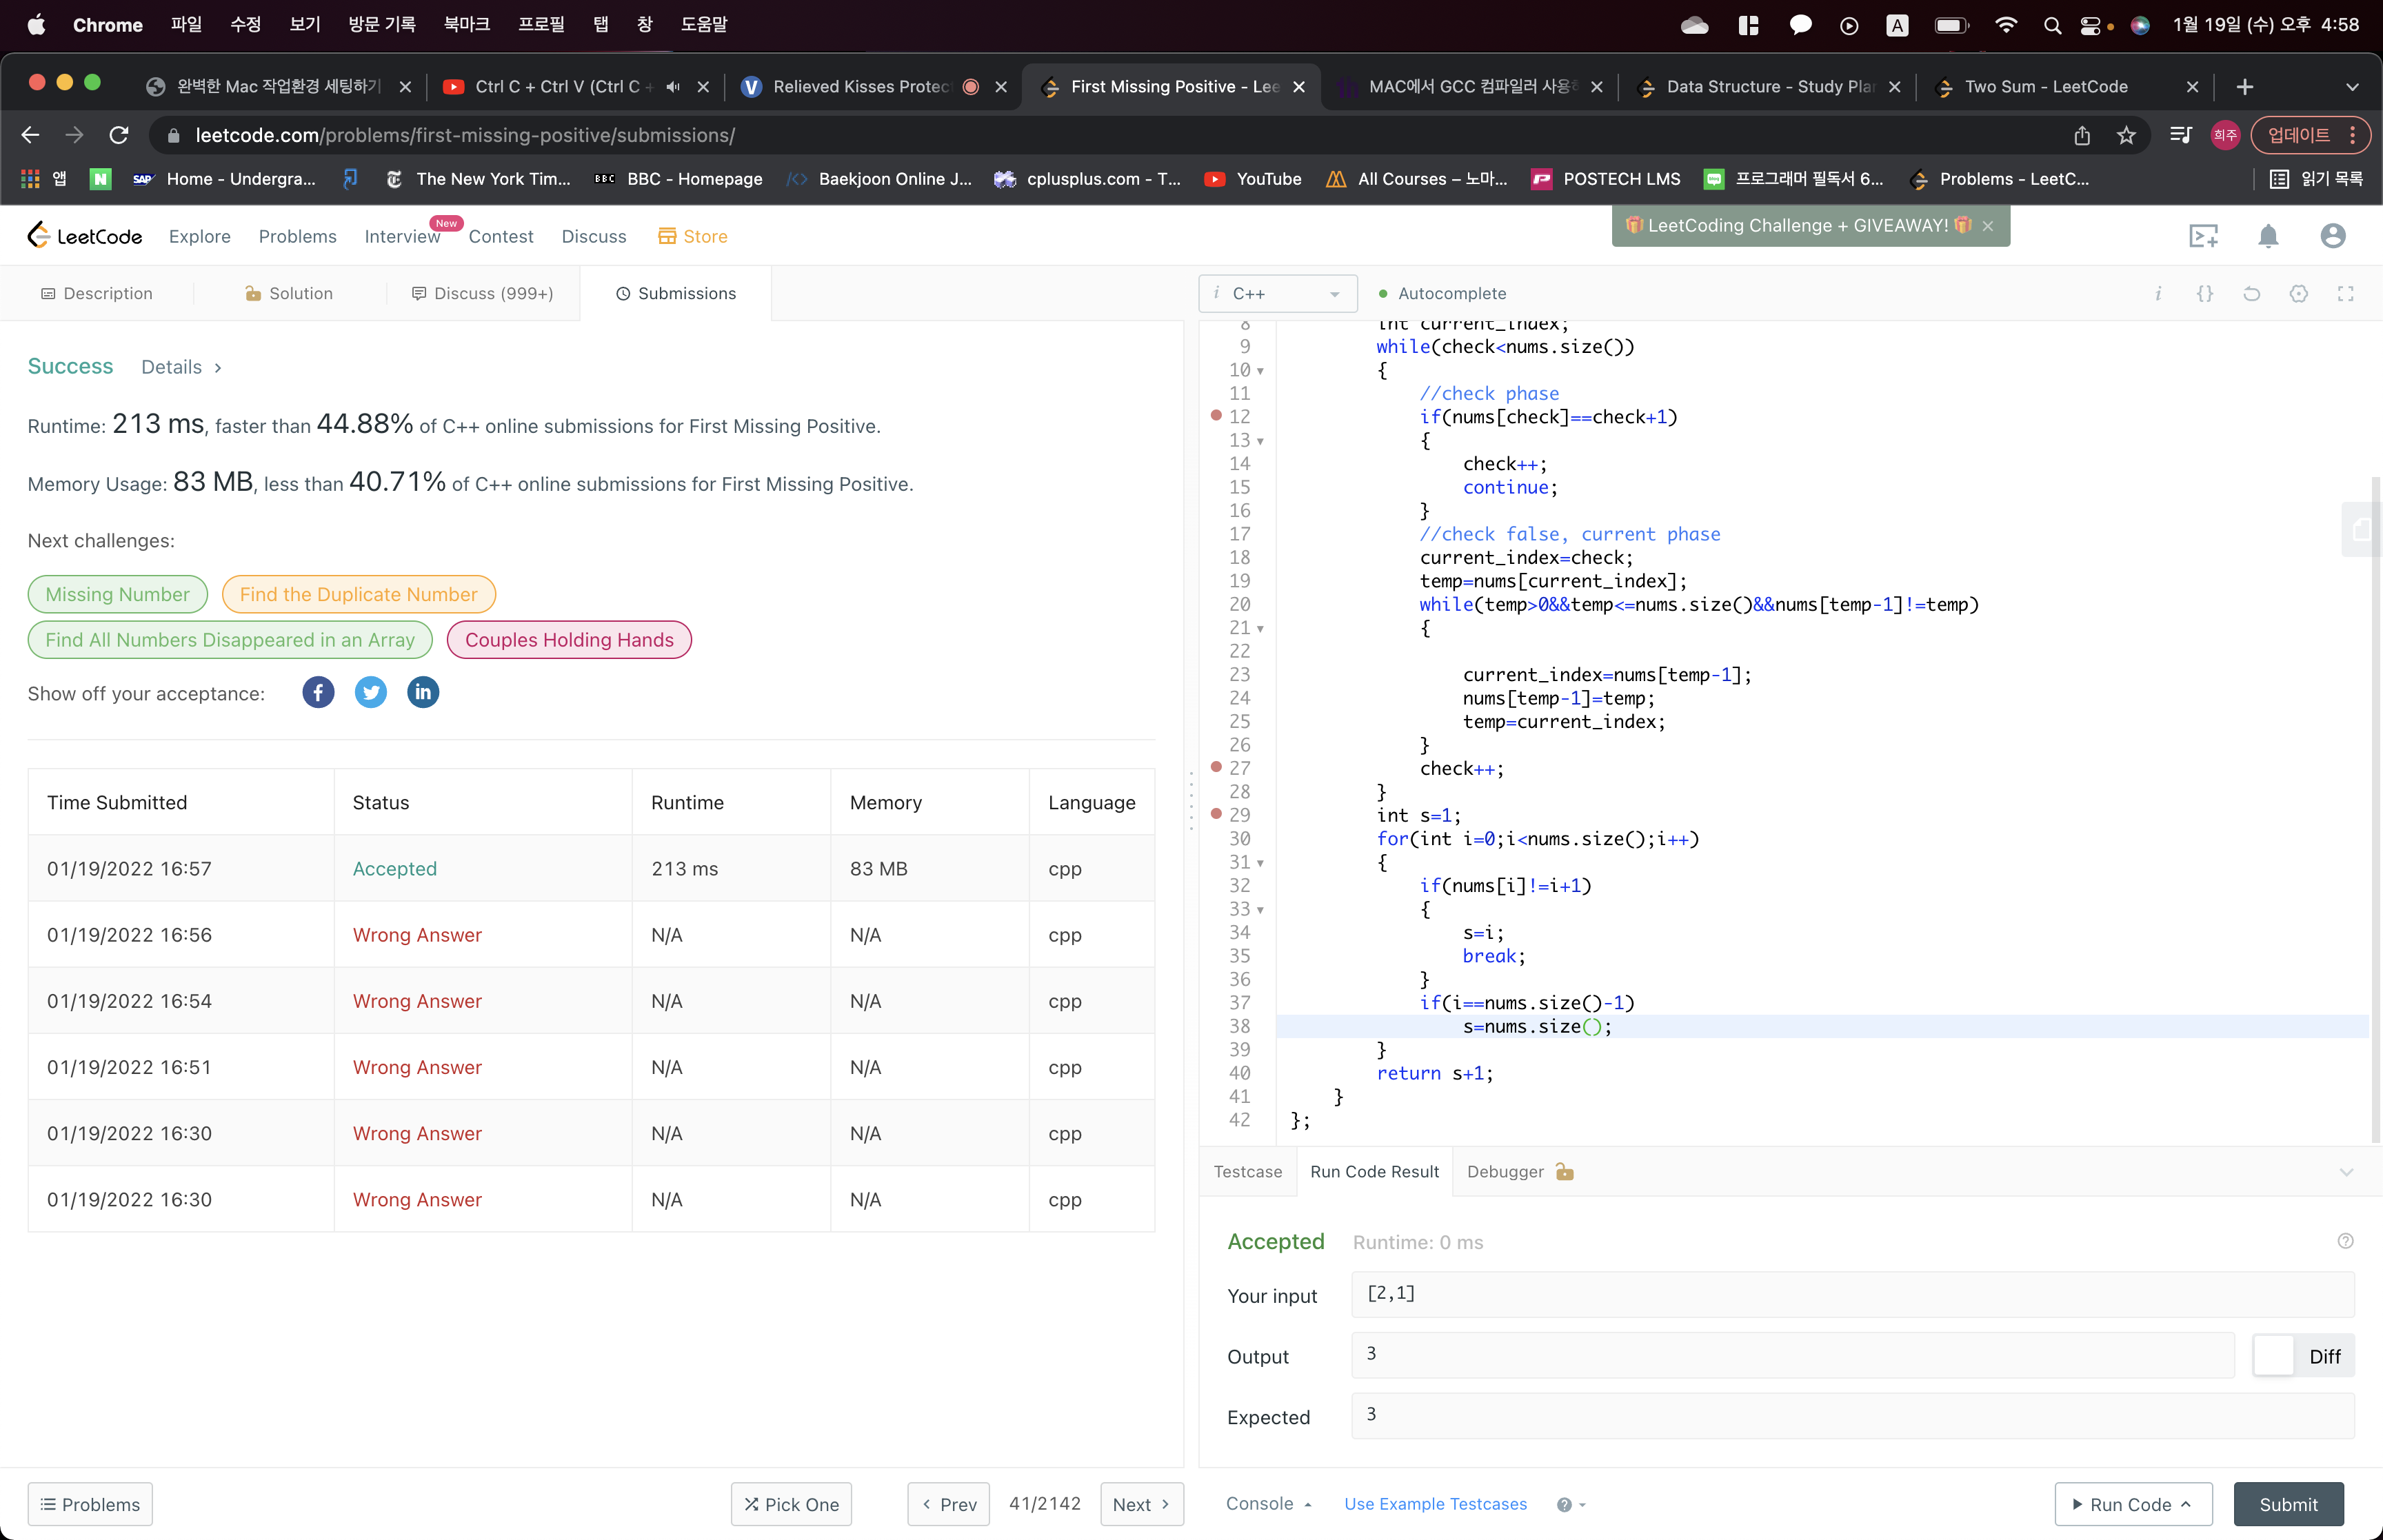 Chrome 파일 수정 보기 방문 기록 북마크 프로필 탭 창 도움말 A 1월 19일 (수) 오후 4:58
완벽한 Mac 작업환경 세팅하기 Ctrl C + Ctrl V (Ctrl C + Relieved Kisses Protec First Missing Positive - Lee MAC에서 GCC 컴파일러 사용하 Data Structure - Study Plan Two Sum - LeetCode
leetcode.com/problems/first-missing-positive/submissions/ 희주 업데이트
앱 N SAP Home - Undergra... The New York Tim... BBC BBC - Homepage Baekjoon Online J... cplusplus.com - T... YouTube All Courses – 노마... POSTECH LMS 프로그래머 필독서 6... Problems - LeetC... 읽기 목록
LeetCode Explore Problems Interview New Contest Discuss Store LeetCoding Challenge + GIVEAWAY!
Description Solution Discuss (999+) Submissions
i C++ Autocomplete i {}
Success Details
Runtime: 213 ms, faster than 44.88% of C++ online submissions for First Missing Positive.
Memory Usage: 83 MB, less than 40.71% of C++ online submissions for First Missing Positive.
Next challenges:
Missing Number Find the Duplicate Number
Find All Numbers Disappeared in an Array Couples Holding Hands
Show off your acceptance: f in
Time Submitted Status Runtime Memory Language
01/19/2022 16:57 Accepted 213 ms 83 MB cpp
01/19/2022 16:56 Wrong Answer N/A N/A cpp
01/19/2022 16:54 Wrong Answer N/A N/A cpp
01/19/2022 16:51 Wrong Answer N/A N/A cpp
01/19/2022 16:30 Wrong Answer N/A N/A cpp
01/19/2022 16:30 Wrong Answer N/A N/A cpp
8 int current_index;
9 while(check<nums.size())
10 {
11 //check phase
12 if(nums[check]==check+1)
13 {
14 check++;
15 continue;
16 }
17 //check false, current phase
18 current_index=check;
19 temp=nums[current_index];
20 while(temp>0&&temp<=nums.size()&&nums[temp-1]!=temp)
21 {
22
23 current_index=nums[temp-1];
24 nums[temp-1]=temp;
25 temp=current_index;
26 }
27 check++;
28 }
29 int s=1;
30 for(int i=0;i<nums.size();i++)
31 {
32 if(nums[i]!=i+1)
33 {
34 s=i;
35 break;
36 }
37 if(i==nums.size()-1)
38 s=nums.size();
39 }
40 return s+1;
41 }
42 };
Testcase Run Code Result Debugger
Accepted Runtime: 0 ms
Your input [2,1]
Output 3 Diff
Expected 3
Problems Pick One Prev 41/2142 Next Console Use Example Testcases Run Code Submit